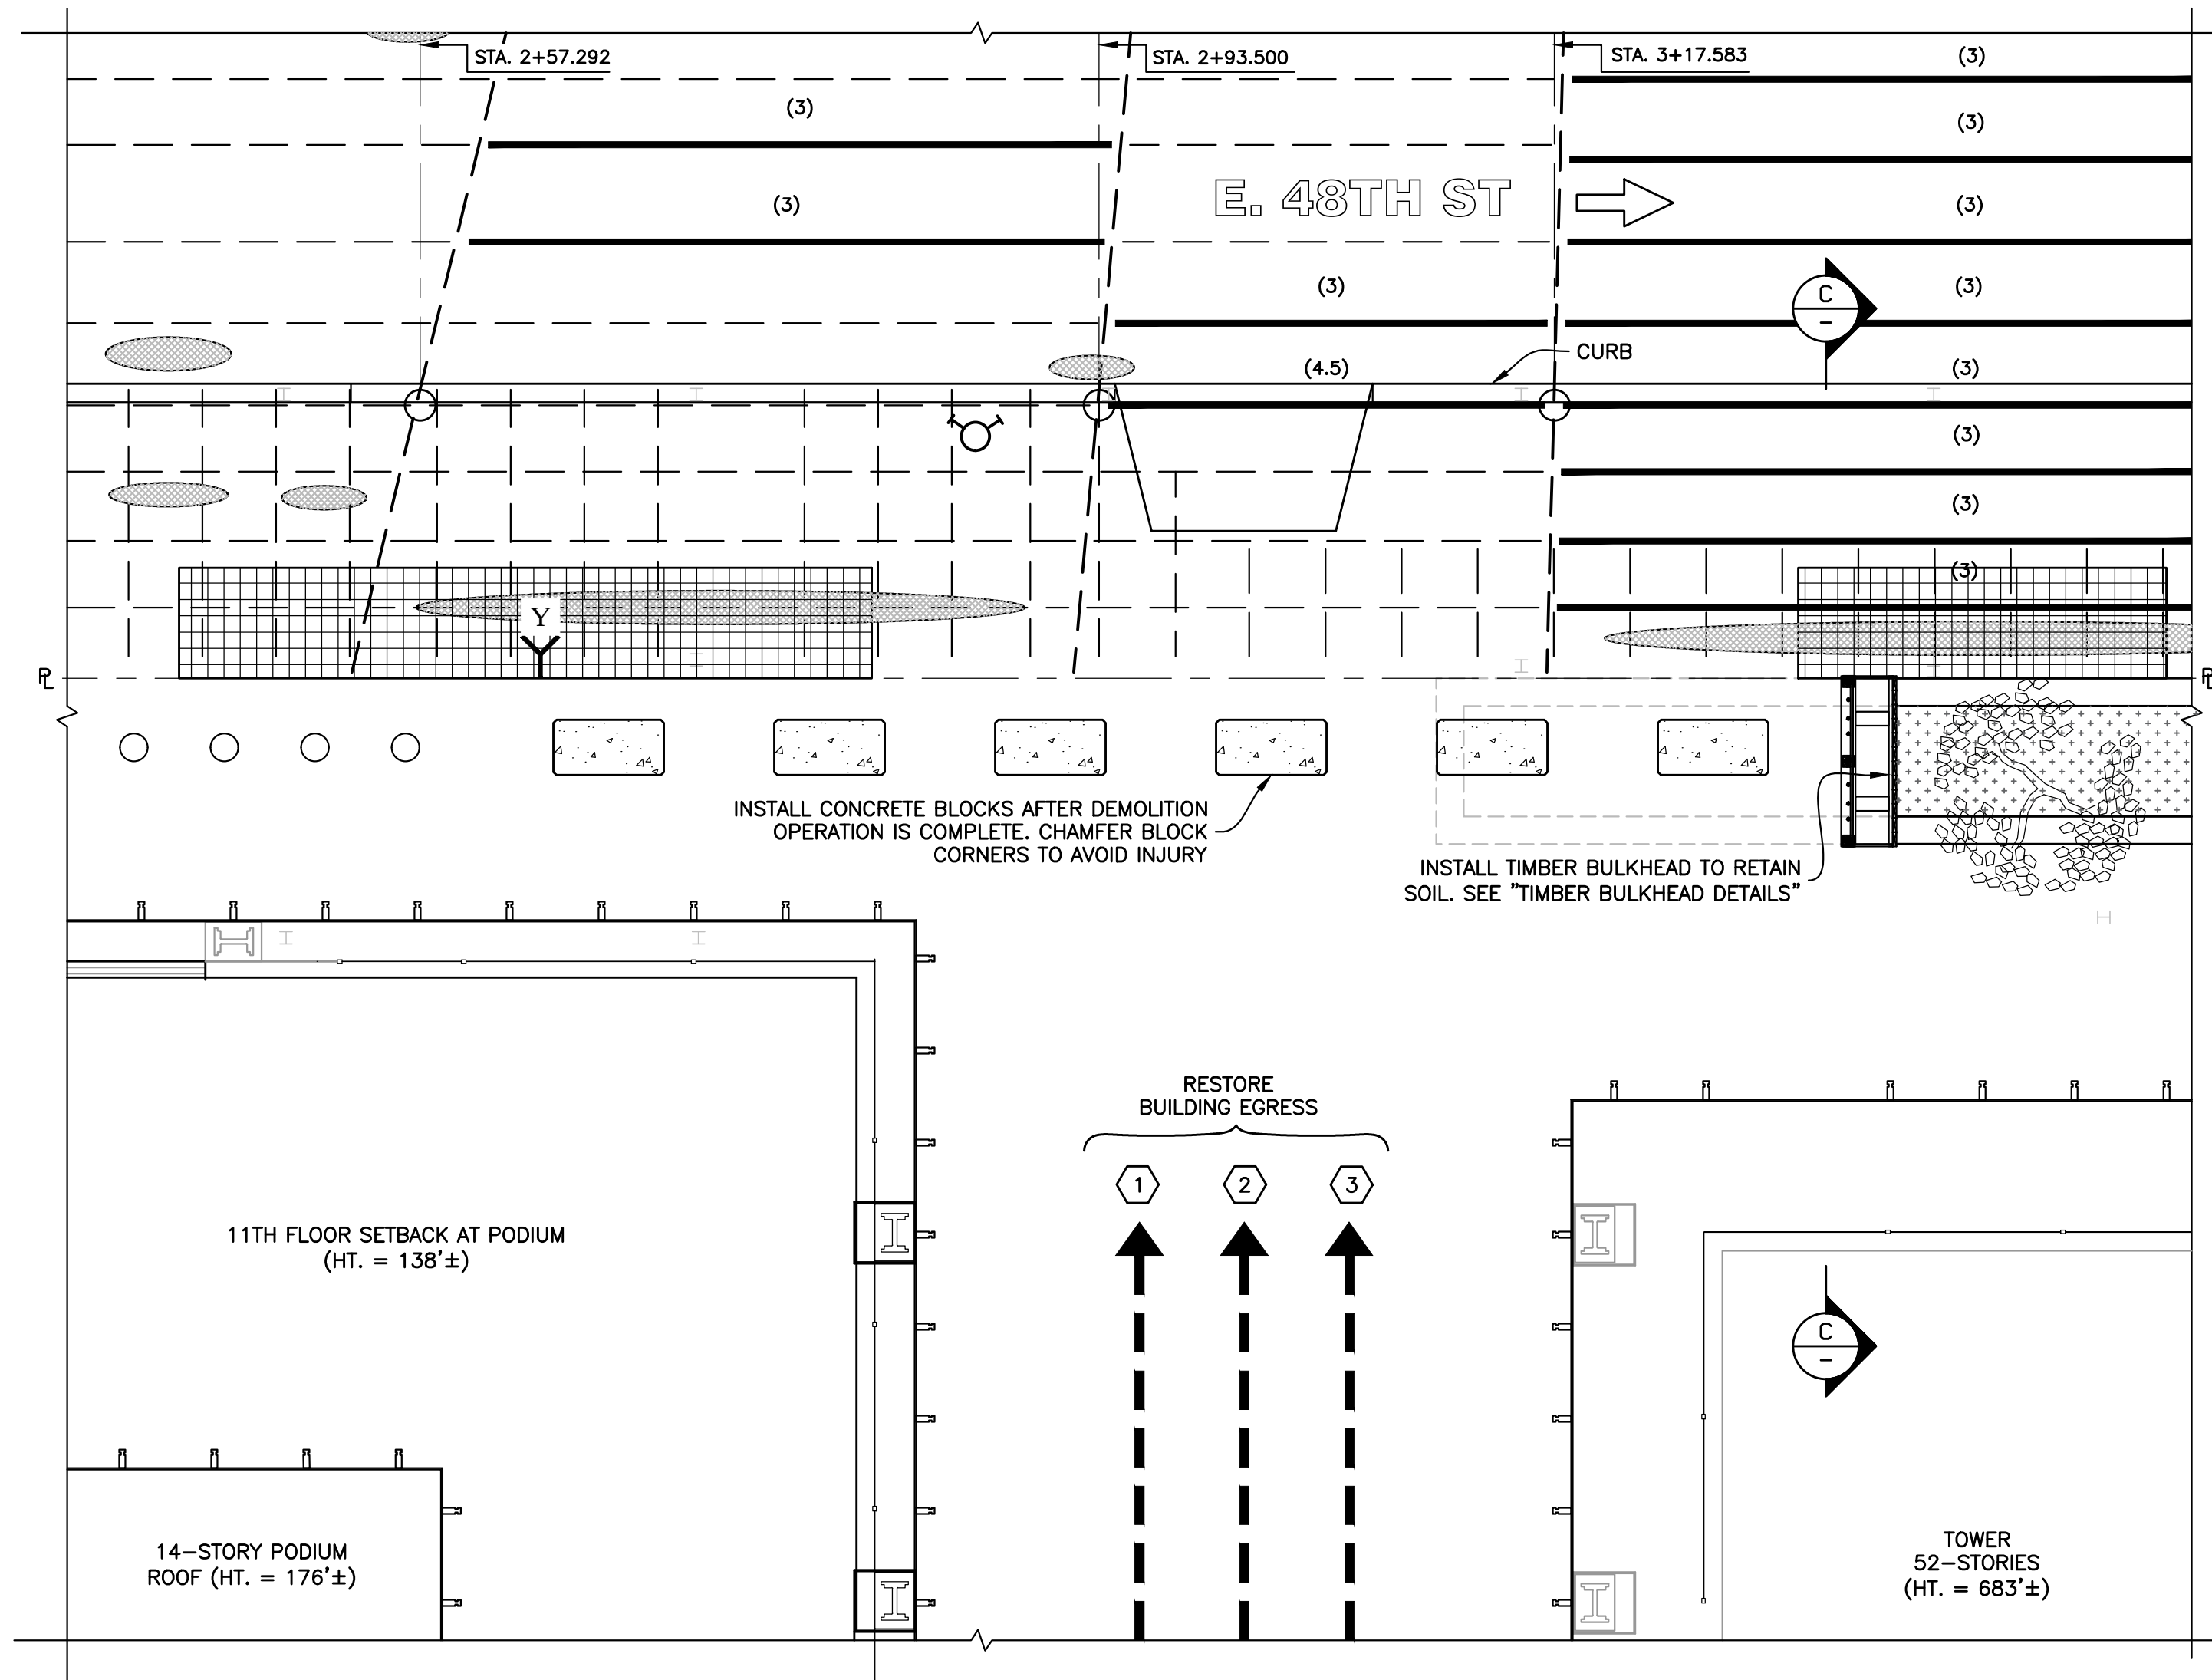 STA. 2+57.292
STA. 2+93.500
STA. 3+17.583
(3)
(3)
(3)
(3)
E. 48TH ST
(3)
(3)
(3)
(3)
C
–
CURB
(4.5)
(3)
(3)
(3)
(3)
Y
PL
PL
INSTALL CONCRETE BLOCKS AFTER DEMOLITION
OPERATION IS COMPLETE. CHAMFER BLOCK
CORNERS TO AVOID INJURY
INSTALL TIMBER BULKHEAD TO RETAIN
SOIL. SEE "TIMBER BULKHEAD DETAILS"
RESTORE
BUILDING EGRESS
1
2
3
11TH FLOOR SETBACK AT PODIUM
(HT. = 138'±)
C
–
14–STORY PODIUM
ROOF (HT. = 176'±)
TOWER
52–STORIES
(HT. = 683'±)